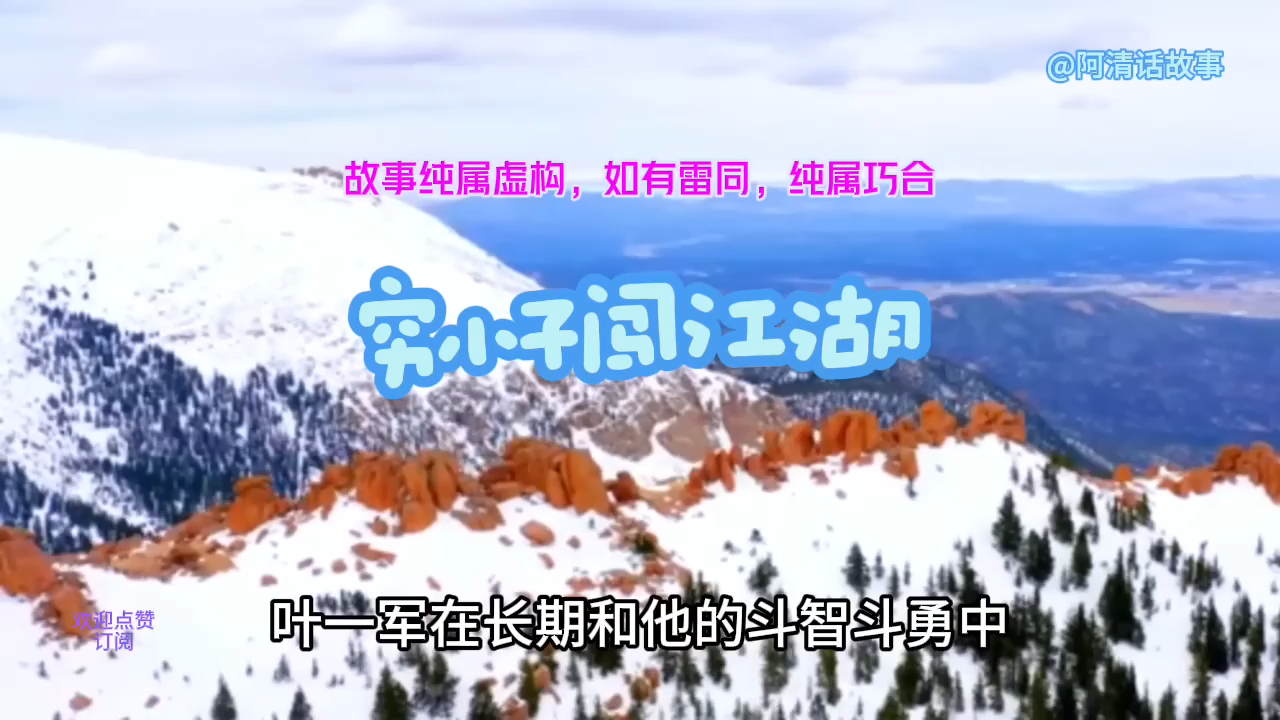 @阿清话故事
故事纯属虚构，如有雷同，纯属巧合
穷小子闯江湖
欢迎点赞
订阅
叶一军在长期和他的斗智斗勇中